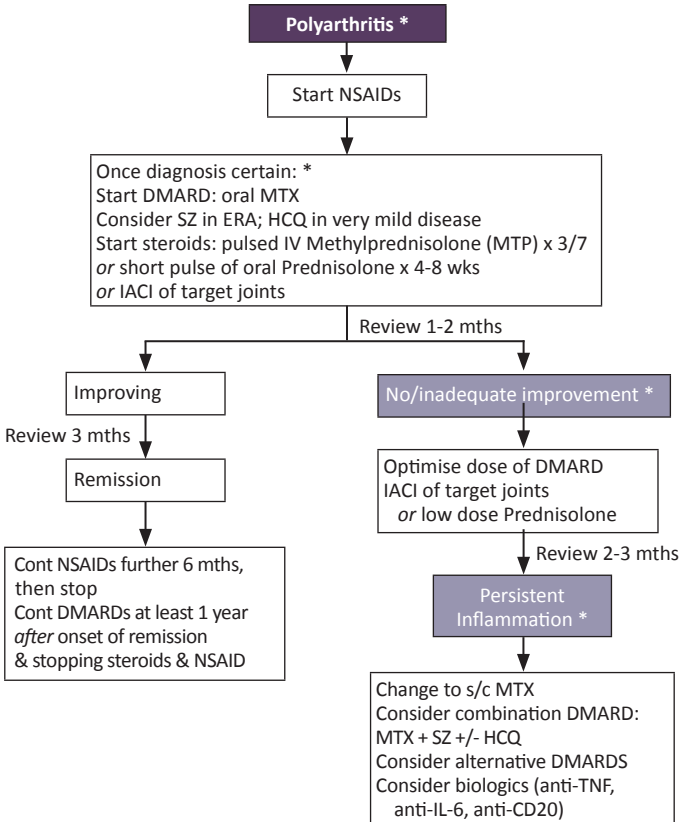 Polyarthritis *
Start NSAIDs
Once diagnosis certain: *
Start DMARD: oral MTX
Consider SZ in ERA; HCQ in very mild disease
Start steroids: pulsed IV Methylprednisolone (MTP) x 3/7
or short pulse of oral Prednisolone x 4-8 wks
or IACI of target joints
Review 1-2 mths
Improving
Review 3 mths
Remission
Cont NSAIDs further 6 mths,
then stop
Cont DMARDs at least 1 year
after onset of remission
& stopping steroids & NSAID
No/inadequate improvement *
Optimise dose of DMARD
IACI of target joints
or low dose Prednisolone
Review 2-3 mths
Persistent
Inflammation *
Change to s/c MTX
Consider combination DMARD:
MTX + SZ +/- HCQ
Consider alternative DMARDS
Consider biologics (anti-TNF,
anti-IL-6, anti-CD20)